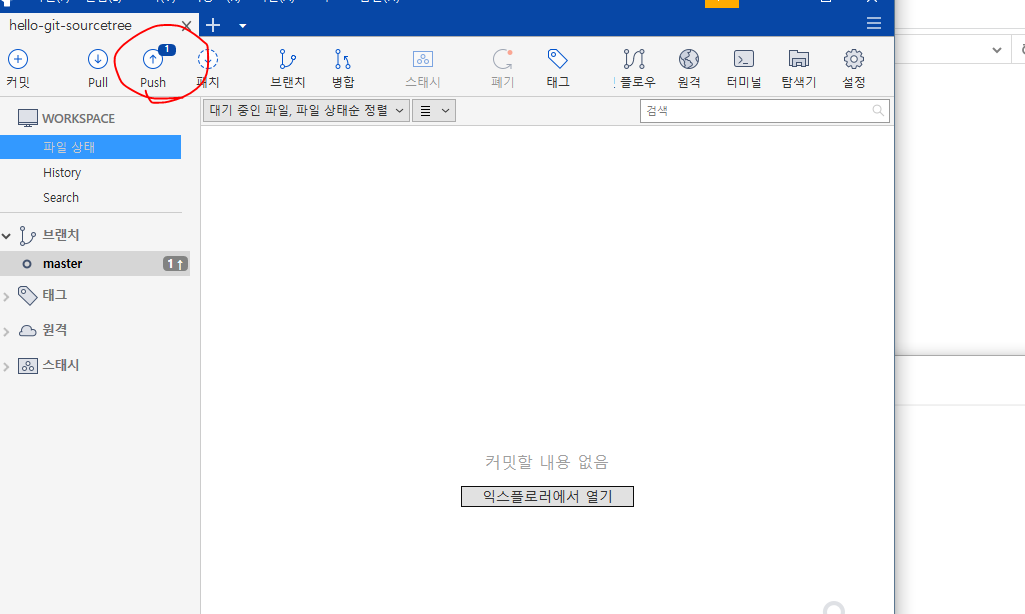 hello-git-sourcetree
커밋
Pull
1
Push
패치
브랜치
병합
스태시
폐기
태그
플로우
원격
터미널
탐색기
설정
WORKSPACE
대기 중인 파일, 파일 상태순 정렬
검색
파일 상태
History
Search
브랜치
master
1↑
태그
원격
스태시
커밋할 내용 없음
익스플로러에서 열기